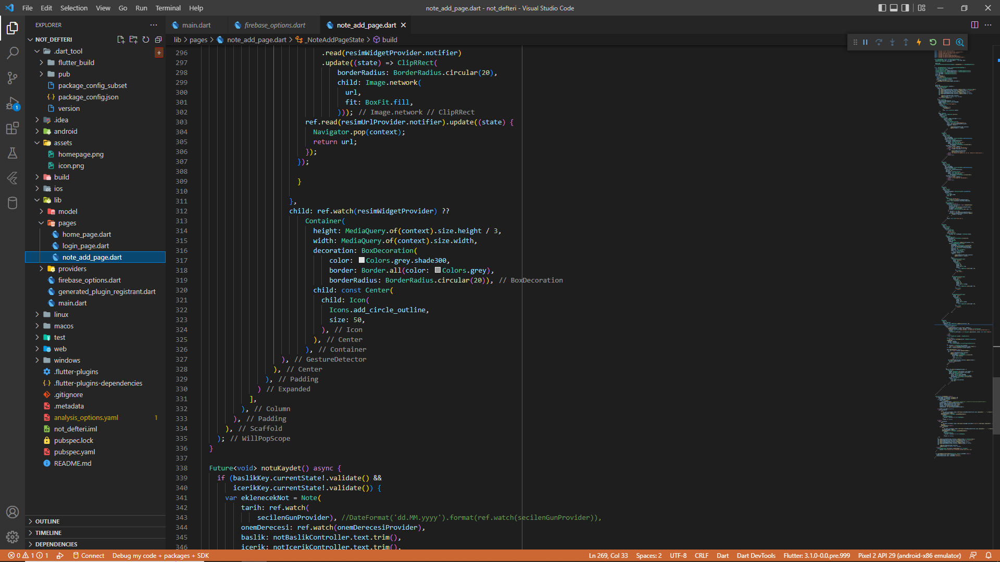 File Edit Selection View Go Run Terminal Help
note_add_page.dart - not_defteri - Visual Studio Code
EXPLORER
NOT_DEFTERI
.dart_tool
flutter_build
pub
package_config_subset
package_config.json
version
.idea
android
assets
homepage.png
icon.png
build
ios
lib
model
pages
home_page.dart
login_page.dart
note_add_page.dart
providers
firebase_options.dart
generated_plugin_registrant.dart
main.dart
linux
macos
test
web
windows
.flutter-plugins
.flutter-plugins-dependencies
.gitignore
.metadata
analysis_options.yaml 1
not_defteri.iml
pubspec.lock
pubspec.yaml
README.md
OUTLINE
TIMELINE
DEPENDENCIES
1
main.dart firebase_options.dart note_add_page.dart
lib > pages > note_add_page.dart > _NoteAddPageState > build
296 .read(resimWidgetProvider.notifier)
297 .update((state) => ClipRRect(
298 borderRadius: BorderRadius.circular(20),
299 child: Image.network(
300 url,
301 fit: BoxFit.fill,
302 ))); // Image.network // ClipRRect
303 ref.read(resimUrlProvider.notifier).update((state) {
304 Navigator.pop(context);
305 return url;
306 });
307 });
308
309 }
310
311 },
312 child: ref.watch(resimWidgetProvider) ??
313 Container(
314 height: MediaQuery.of(context).size.height / 3,
315 width: MediaQuery.of(context).size.width,
316 decoration: BoxDecoration(
317 color: Colors.grey.shade300,
318 border: Border.all(color: Colors.grey),
319 borderRadius: BorderRadius.circular(20)), // BoxDecoration
320 child: const Center(
321 child: Icon(
322 Icons.add_circle_outline,
323 size: 50,
324 ), // Icon
325 ), // Center
326 ), // Container
327 ), // GestureDetector
328 ), // Center
329 ), // Padding
330 ) // Expanded
331 ],
332 ), // Column
333 ), // Padding
334 ), // Scaffold
335 ); // WillPopScope
336 }
337
338 Future<void> notuKaydet() async {
339 if (baslikKey.currentState!.validate() &&
340 icerikKey.currentState!.validate()) {
341 var eklenecekNot = Note(
342 tarih: ref.watch(
343 secilenGunProvider), //DateFormat('dd.MM.yyyy').format(ref.watch(secilenGunProvider)),
344 onemDerecesi: ref.watch(onemDerecesiProvider),
345 baslik: notBaslikController.text.trim(),
346 icerik: notIcerikController.text.trim(),
0 1 1 Connect Debug my code + packages + SDK
Ln 269, Col 33 Spaces: 2 UTF-8 CRLF Dart Dart DevTools Flutter: 3.1.0-0.0.pre.999 Pixel 2 API 29 (android-x86 emulator)